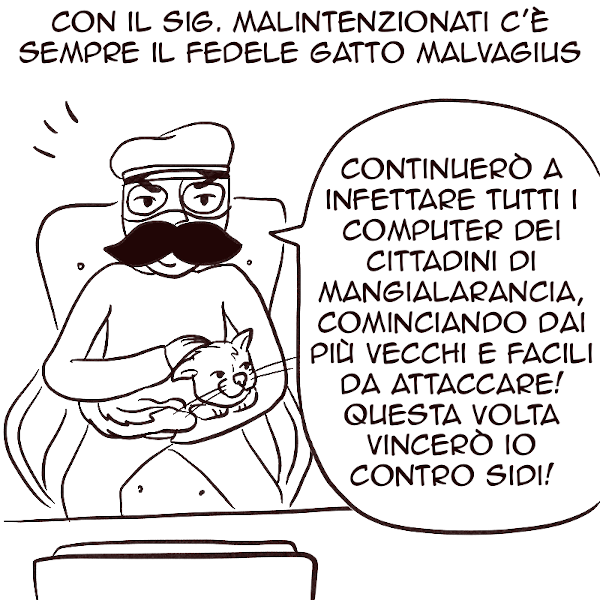 CON IL SIG. MALINTENZIONATI C'È
SEMPRE IL FEDELE GATTO MALVAGIUS
CONTINUERÒ A
INFETTARE TUTTI I
COMPUTER DEI
CITTADINI DI
MANGIALARANCIA,
COMINCIANDO DAI
PIÙ VECCHI E FACILI
DA ATTACCARE!
QUESTA VOLTA
VINCERÒ IO
CONTRO SIDI!